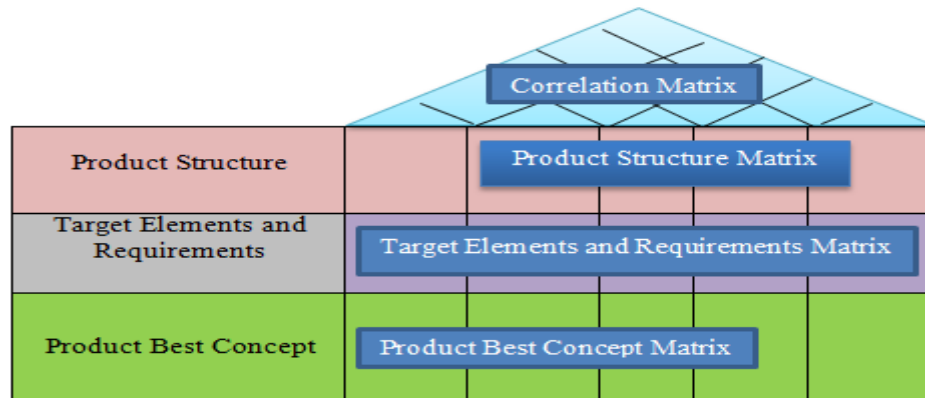 Correlation Matrix
Product Structure
Product Structure Matrix
Target Elements and
Requirements
Target Elements and Requirements Matrix
Product Best Concept
Product Best Concept Matrix